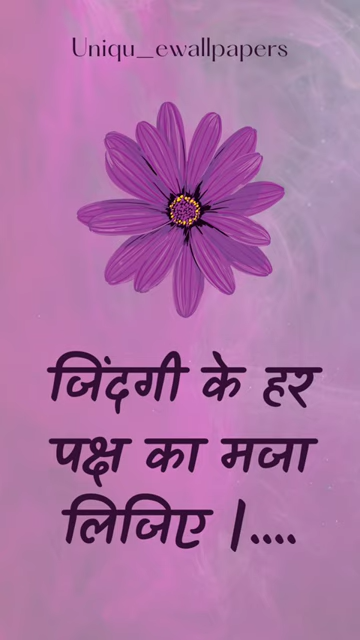 Uniqu_ewallpapers
जिंदगी के हर
पक्ष का मजा
लिजिए |....